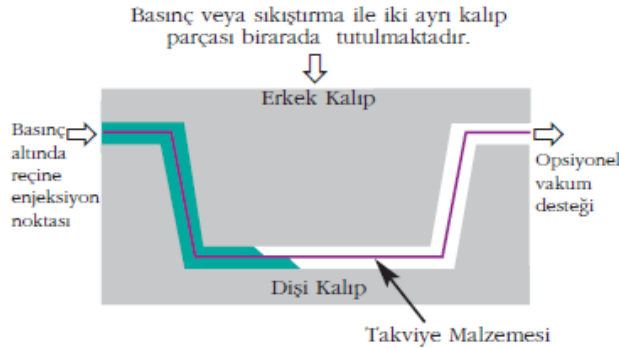 Basınç veya sıkıştırma ile iki ayrı kalıp
parçası birarada tutulmaktadır.
Erkek Kalıp
Basınç
altında
reçine
enjeksiyon
noktası
Opsiyonel
vakum
desteği
Dişi Kalıp
Takviye Malzemesi